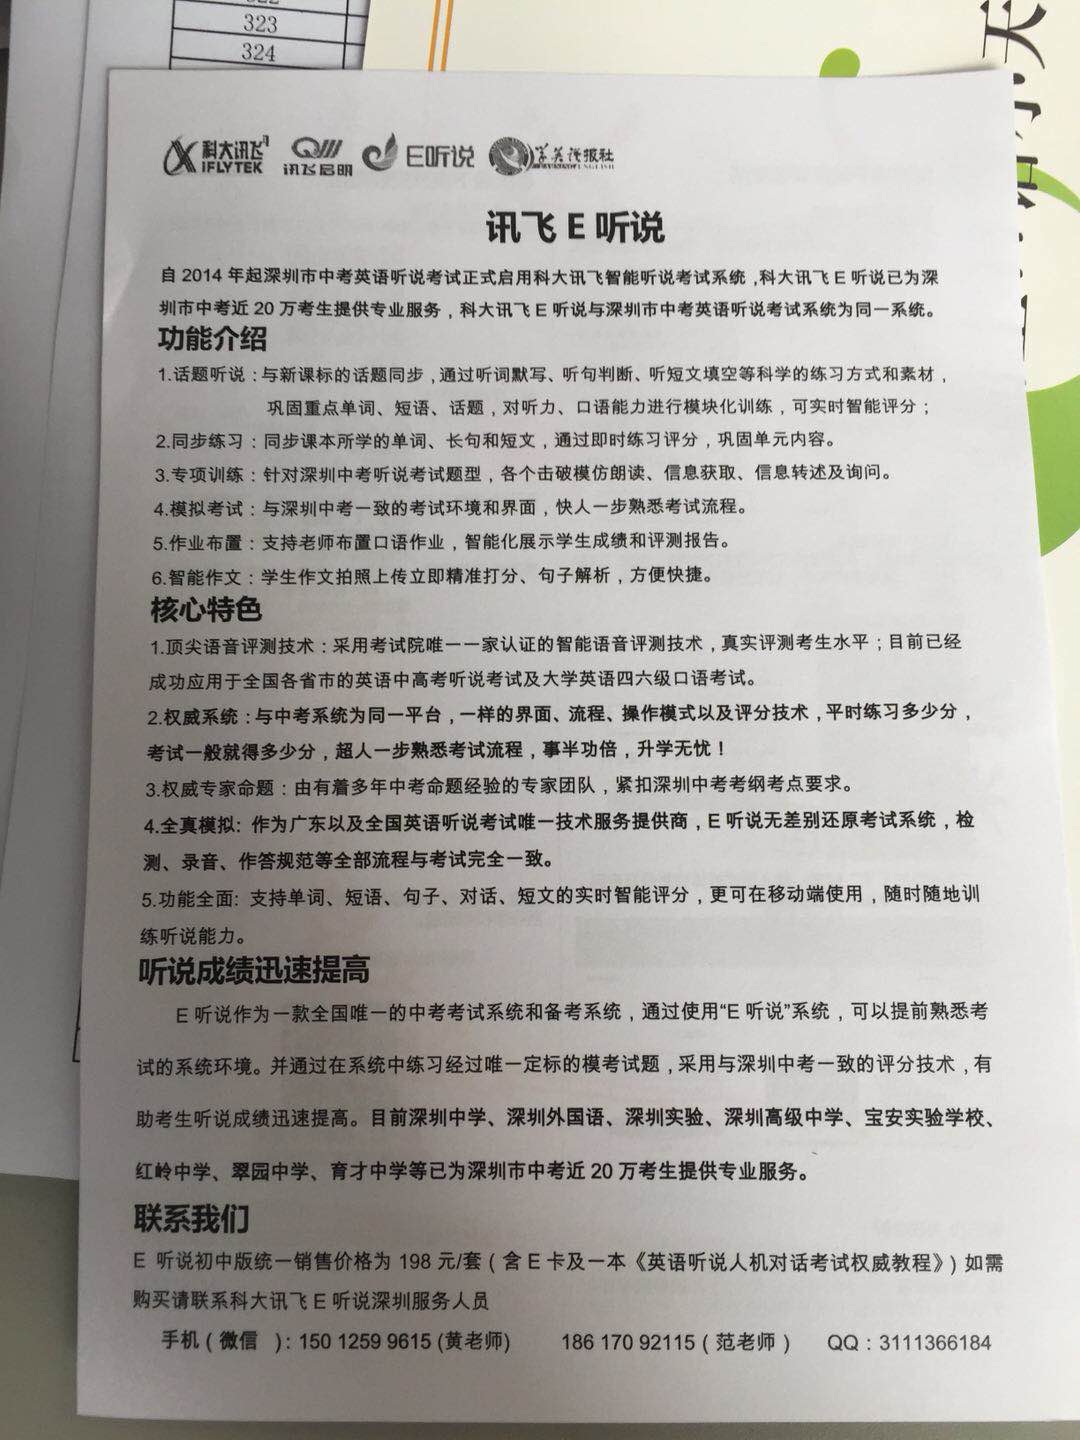 323
324
科大讯飞
iFLYTEK
讯飞启明
E听说
学英语报社
讯飞 E 听说
自 2014 年起深圳市中考英语听说考试正式启用科大讯飞智能听说考试系统，科大讯飞 E 听说已为深
圳市中考近 20 万考生提供专业服务，科大讯飞 E 听说与深圳市中考英语听说考试系统为同一系统。
功能介绍
1.话题听说：与新课标的话题同步，通过听词默写、听句判断、听短文填空等科学的练习方式和素材，
巩固重点单词、短语、话题，对听力、口语能力进行模块化训练，可实时智能评分；
2.同步练习：同步课本所学的单词、长句和短文，通过即时练习评分，巩固单元内容。
3.专项训练：针对深圳中考听说考试题型，各个击破模仿朗读、信息获取、信息转述及询问。
4.模拟考试：与深圳中考一致的考试环境和界面，快人一步熟悉考试流程。
5.作业布置：支持老师布置口语作业，智能化展示学生成绩和评测报告。
6.智能作文：学生作文拍照上传立即精准打分、句子解析，方便快捷。
核心特色
1.顶尖语音评测技术：采用考试院唯一一家认证的智能语音评测技术，真实评测考生水平；目前已经
成功应用于全国各省市的英语中高考听说考试及大学英语四六级口语考试。
2.权威系统：与中考系统为同一平台，一样的界面、流程、操作模式以及评分技术，平时练习多少分，
考试一般就得多少分，超人一步熟悉考试流程，事半功倍，升学无忧！
3.权威专家命题：由有着多年中考命题经验的专家团队，紧扣深圳中考考纲考点要求。
4.全真模拟: 作为广东以及全国英语听说考试唯一技术服务提供商，E 听说无差别还原考试系统，检
测、录音、作答规范等全部流程与考试完全一致。
5.功能全面: 支持单词、短语、句子、对话、短文的实时智能评分，更可在移动端使用，随时随地训
练听说能力。
听说成绩迅速提高
E 听说作为一款全国唯一的中考考试系统和备考系统，通过使用“E 听说”系统，可以提前熟悉考
试的系统环境。并通过在系统中练习经过唯一定标的模考试题，采用与深圳中考一致的评分技术，有
助考生听说成绩迅速提高。目前深圳中学、深圳外国语、深圳实验、深圳高级中学、宝安实验学校、
红岭中学、翠园中学、育才中学等已为深圳市中考近 20 万考生提供专业服务。
联系我们
E 听说初中版统一销售价格为 198 元/套（含 E 卡及一本《英语听说人机对话考试权威教程》）如需
购买请联系科大讯飞 E 听说深圳服务人员
手机（微信 ）: 150 1259 9615 (黄老师) 186 170 92115（范老师） QQ：3111366184